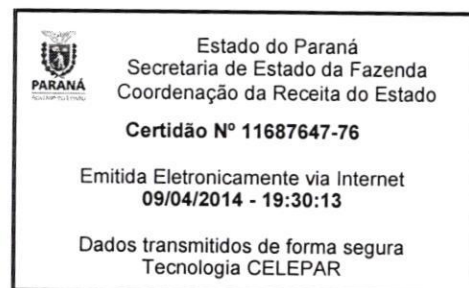 PARANÁ
Estado do Paraná
Secretaria de Estado da Fazenda
Coordenação da Receita do Estado
Certidão Nº 11687647-76
Emitida Eletronicamente via Internet
09/04/2014 - 19:30:13
Dados transmitidos de forma segura
Tecnologia CELEPAR